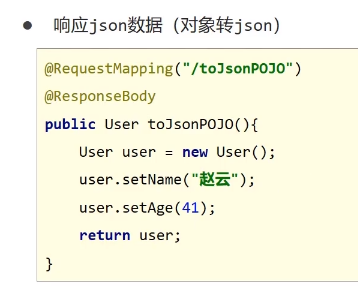 ● 响应json数据（对象转json）
@RequestMapping("/toJsonPOJO")
@ResponseBody
public User toJsonPOJO(){
    User user = new User();
    user.setName("赵云");
    user.setAge(41);
    return user;
}